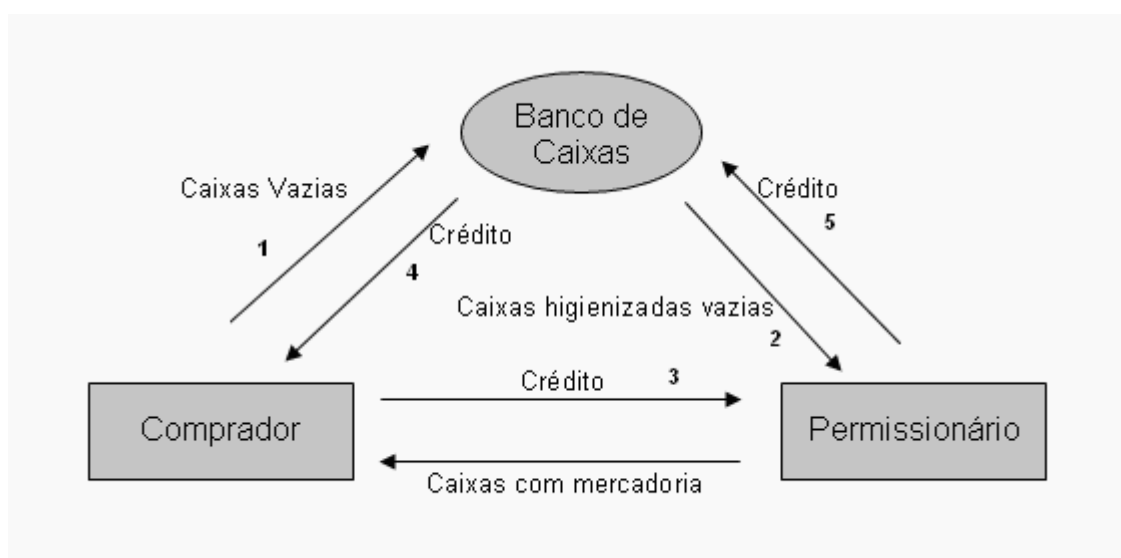 Banco de
Caixas
Caixas Vazias
Crédito
1
Crédito
4
5
Caixas higienizadas vazias
2
Crédito
3
Comprador
Permissionário
Caixas com mercadoria